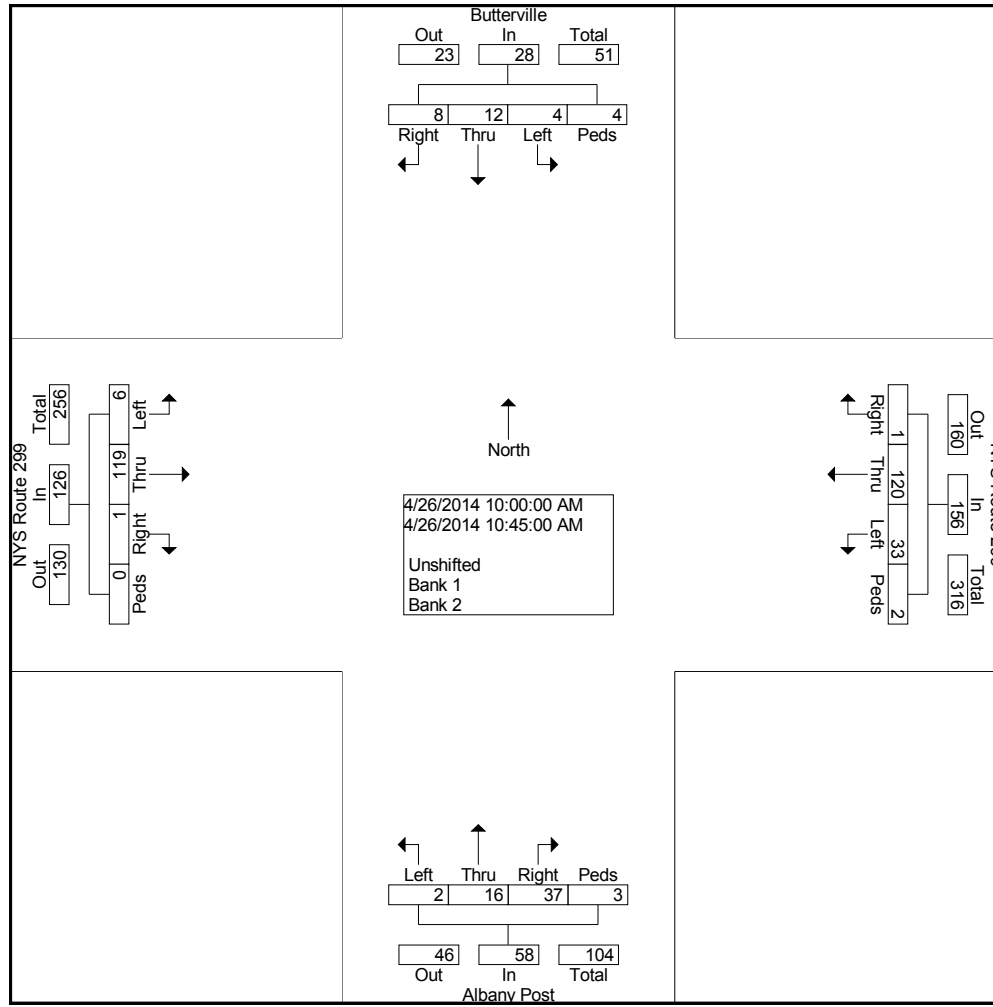 Butterville
Out In Total
23 28 51
8 12 4 4
Right Thru Left Peds
NYS Route 299
Total In Out
256 126 130
6 119 1 0
Left Thru Right Peds
North
4/26/2014 10:00:00 AM
4/26/2014 10:45:00 AM
Unshifted
Bank 1
Bank 2
Right Thru Left Peds
1 120 33 2
Out In Total
160 156 316
Left Thru Right Peds
2 16 37 3
46 58 104
Out In Total
Albany Post